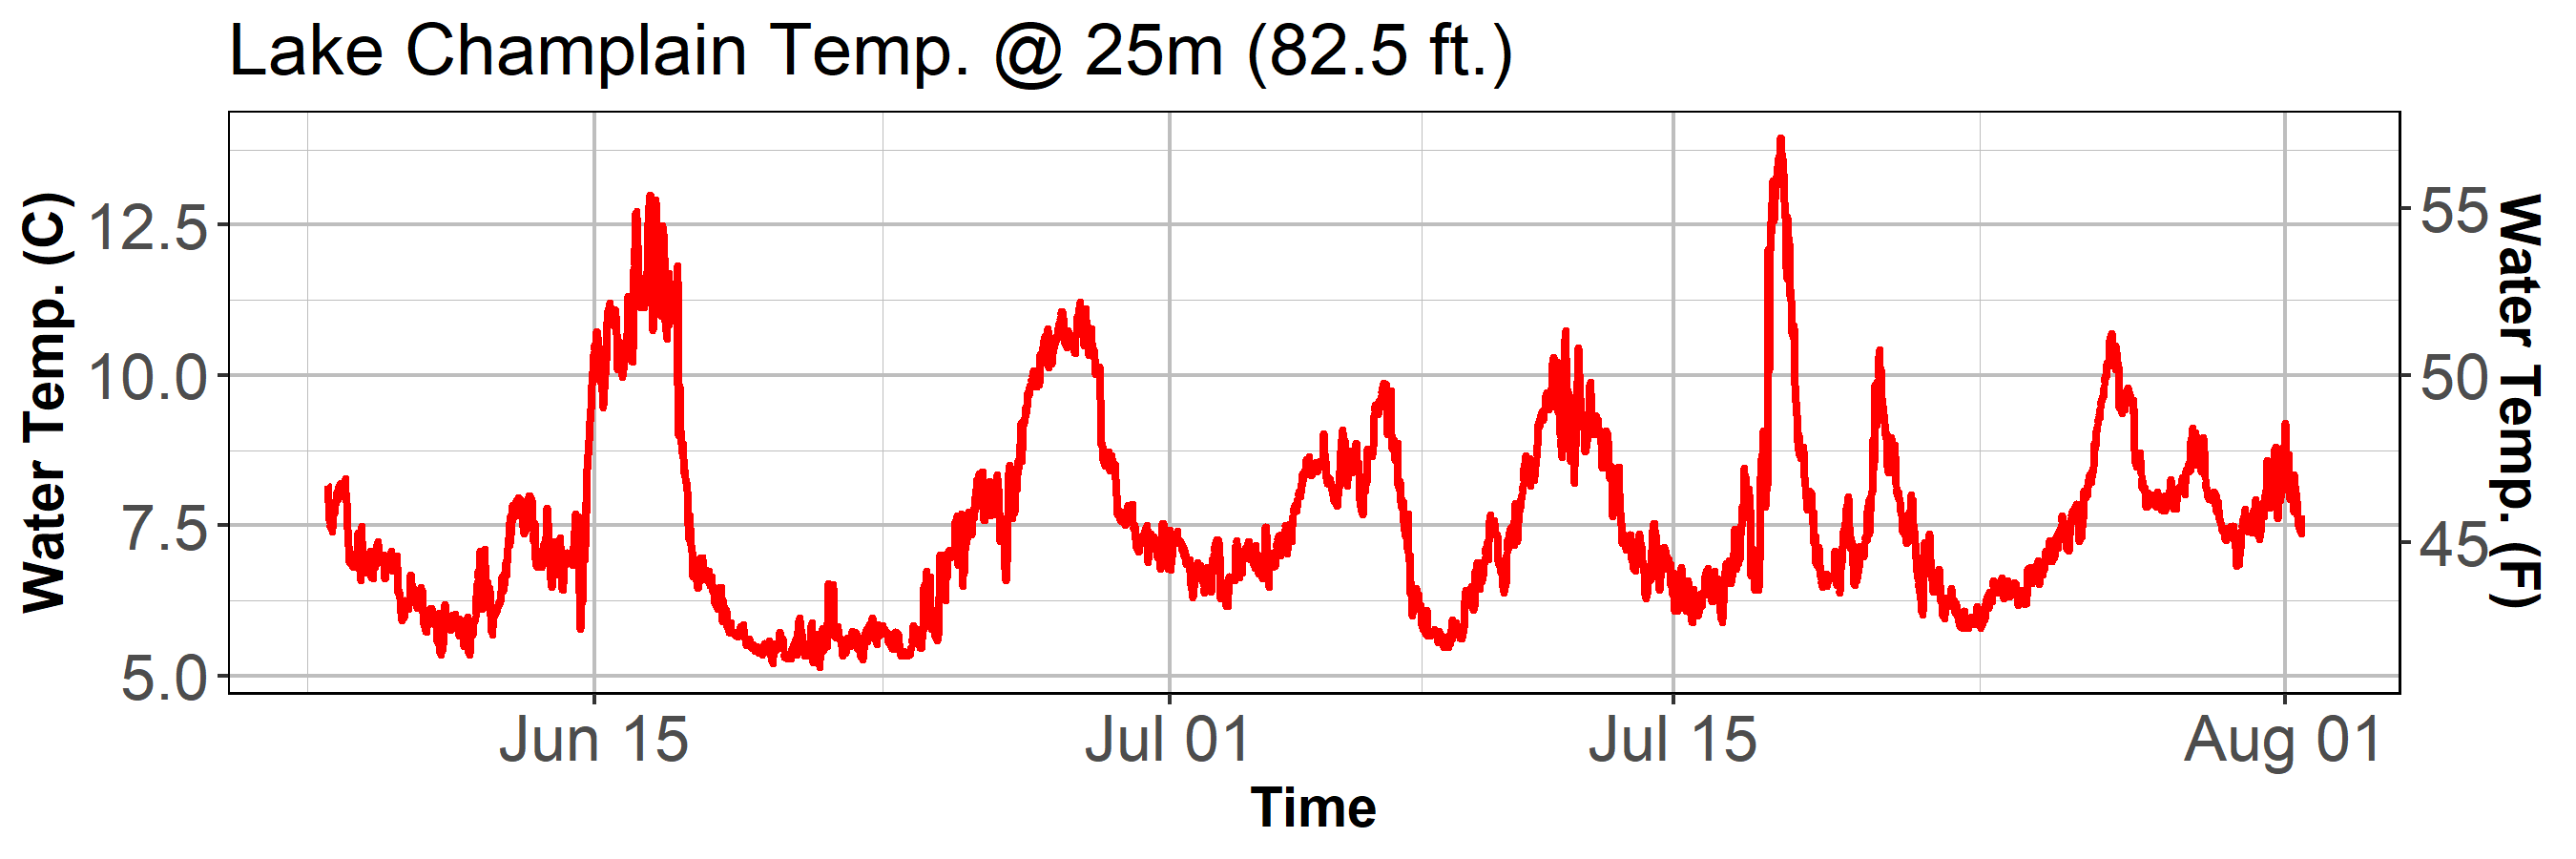 Lake Champlain Temp. @ 25m (82.5 ft.)
Water Temp. (C)
12.5
10.0
7.5
5.0
55
50
45
Water Temp. (F)
Jun 15
Jul 01
Jul 15
Aug 01
Time